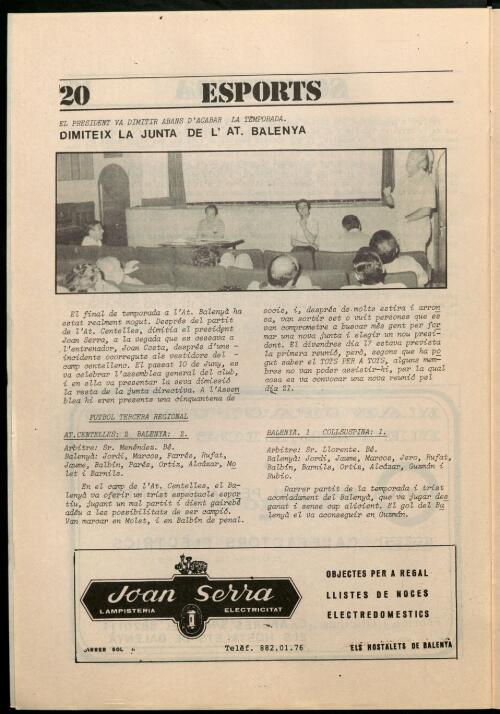 20
ESPORTS
EL PRESIDENT VA DIMITIR ABANS D'ACABAR LA TEMPORADA.
DIMITEIX LA JUNTA DE L' AT. BALENYA
El final de temporada a l'At. Balenyà ha
estat realment mogut. Després del partit
de l'At. Centelles, dimitia el president
Joan Serra, a la vegada que es cesava a
l'entrenador, Joan Costa, després d'uns -
incidents ocorreguts als vestidors del -
camp centellenc. El passat 10 de Juny, es
va celebrar l'assemblea general del club,
i en ella va presentar la seva dimissió
la resta de la junta directiva. A l'Assem
blea hi eren presents una cinquantena de
socis, i, després de molts estira i arron
ça, van sortir set o vuit persones que es
van comprometre a buscar més gent per for
mar una nova junta i elegir un nou presi-
dent. El divendres dia 17 estava prevista
la primera reunió, però, segons que ha po
gut saber el TOTS PER A TOTS, alguns mem-
bres no van poder assistir-hi, per la qual
cosa es va convocar una nova reunió pel
dia 21.
FUTBOL TERCERA REGIONAL
AT.CENTELLES: 2 BALENYA: 2.
Arbitre: Sr. Menéndez. Bé.
Balenyà: Jordi, Marcos, Farrés, Rufat,
Jaume, Balbín, Parés, Ortiz, Alcázar, Mo
let i Barnils.
En el camp de l'At. Centelles, el Ba-
lenyà va oferir un trist espectacle espor
tiu, jugant un mal partit i dient gairebé
adéu a les possibilitats de ser campió.
Van marcar en Molet, i en Balbín de penal.
BALENYA. 1 COLLSUSPINA: 1.
Arbitre: Sr. Llorente. Bé.
Balenyà: Jordi, Jaume, Marcos, Jero, Rufat,
Balbín, Barnils, Ortiz, Alcázar, Guzmán i
Rubio.
Darrer partit de la temporada i trist
acomiadament del Balenyà, que va jugar des
ganat i sense cap alicient. El gol del Ba
lenyà el va aconseguir en Guzmán.
Joan Serra
LAMPISTERIA ELECTRICITAT
Telèf. 882.01.76
OBJECTES PER A REGAL
LLISTES DE NOCES
ELECTRODOMESTICS
ELS HOSTALETS DE BALENYA